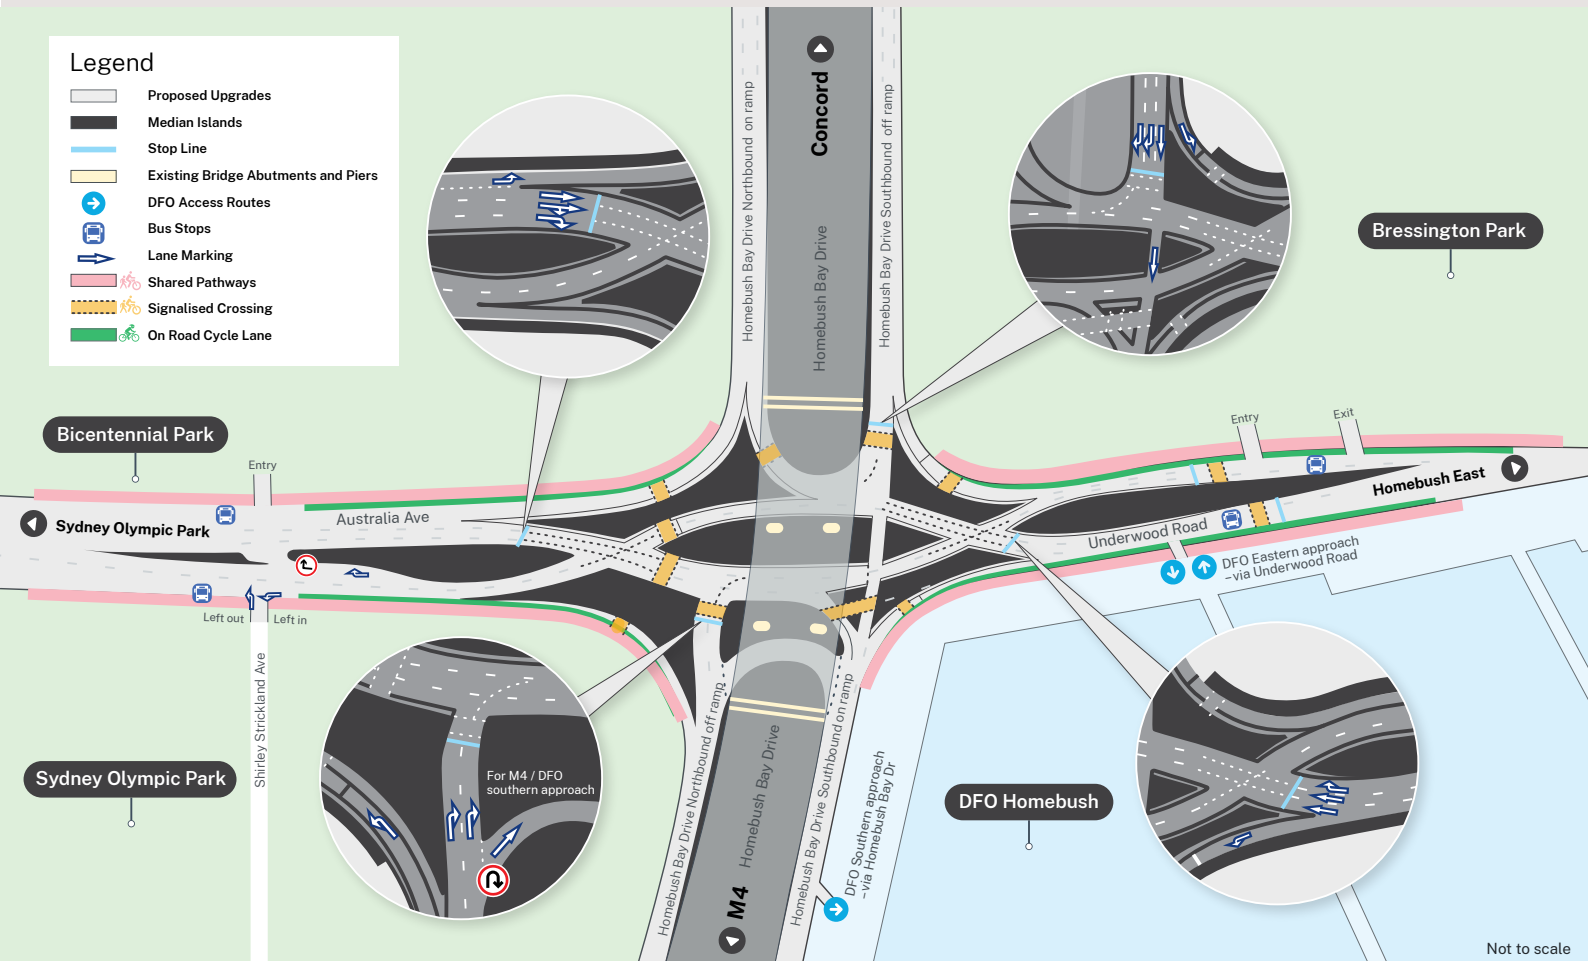 Legend
Proposed Upgrades
Median Islands
Stop Line
Existing Bridge Abutments and Piers
DFO Access Routes
Bus Stops
Lane Marking
Shared Pathways
Signalised Crossing
On Road Cycle Lane
Concord
Homebush Bay Drive Northbound on ramp
Homebush Bay Drive
Homebush Bay Drive Southbound off ramp
Bressington Park
Bicentennial Park
Entry
Entry
Exit
Sydney Olympic Park
Australia Ave
Homebush East
Underwood Road
DFO Eastern approach
–via Underwood Road
Left out
Left in
Shirley Strickland Ave
Sydney Olympic Park
For M4 / DFO
southern approach
Homebush Bay Drive Northbound off ramp
Homebush Bay Drive
M4
Homebush Bay Drive Southbound on ramp
DFO Southern approach
–via Homebush Bay Dr
DFO Homebush
Not to scale